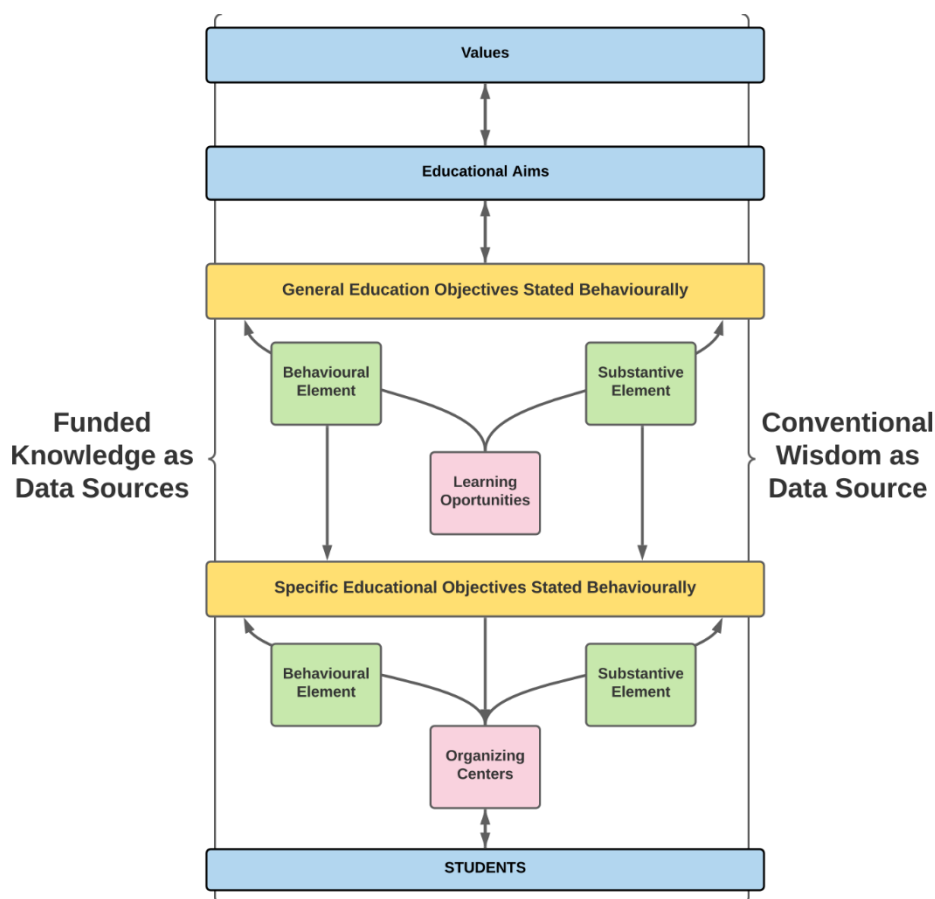 Values
Educational Aims
General Education Objectives Stated Behaviourally
Behavioural
Element
Substantive
Element
Funded
Knowledge as
Data Sources
Conventional
Wisdom as
Data Source
Learning
Oportunities
Specific Educational Objectives Stated Behaviourally
Behavioural
Element
Substantive
Element
Organizing
Centers
STUDENTS